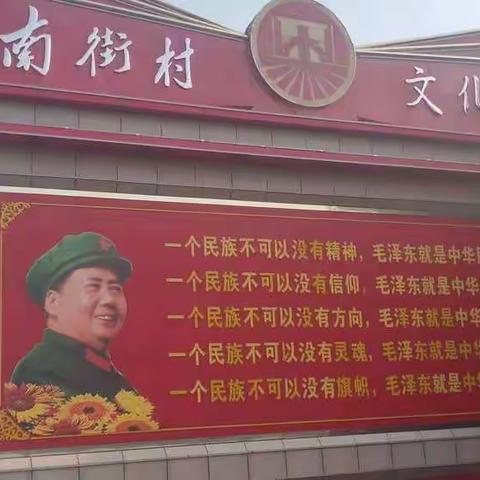 南街村 文化
一个民族不可以没有精神，毛泽东就是中华
一个民族不可以没有信仰，毛泽东就是中华
一个民族不可以没有方向，毛泽东就是中华
一个民族不可以没有灵魂，毛泽东就是中华
一个民族不可以没有旗帜，毛泽东就是中华